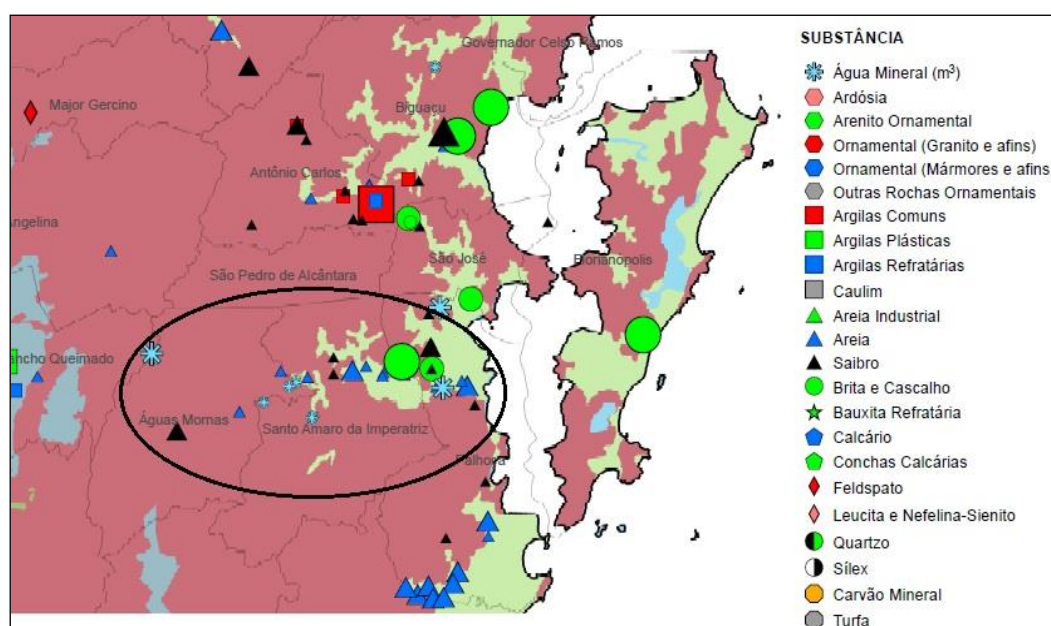 Governador Celso Ramos
Major Gercino
Biguaçu
Antônio Carlos
Angelina
São Pedro de Alcântara
São José
Florianópolis
ancho Queimado
Águas Mornas
Santo Amaro da Imperatriz
Palhoça
SUBSTÂNCIA
Água Mineral (m³)
Ardósia
Arenito Ornamental
Ornamental (Granito e afins)
Ornamental (Mármores e afins)
Outras Rochas Ornamentais
Argilas Comuns
Argilas Plásticas
Argilas Refratárias
Caulim
Areia Industrial
Areia
Saibro
Brita e Cascalho
Bauxita Refratária
Calcário
Conchas Calcárias
Feldspato
Leucita e Nefelina-Sienito
Quartzo
Sílex
Carvão Mineral
Turfa